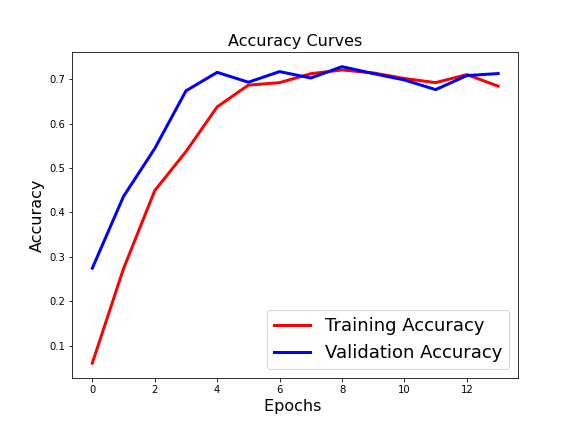 Accuracy Curves
0.7
0.6
0.5
0.4
0.3
0.2
0.1
Accuracy
Training Accuracy
Validation Accuracy
0 2 4 6 8 10 12
Epochs